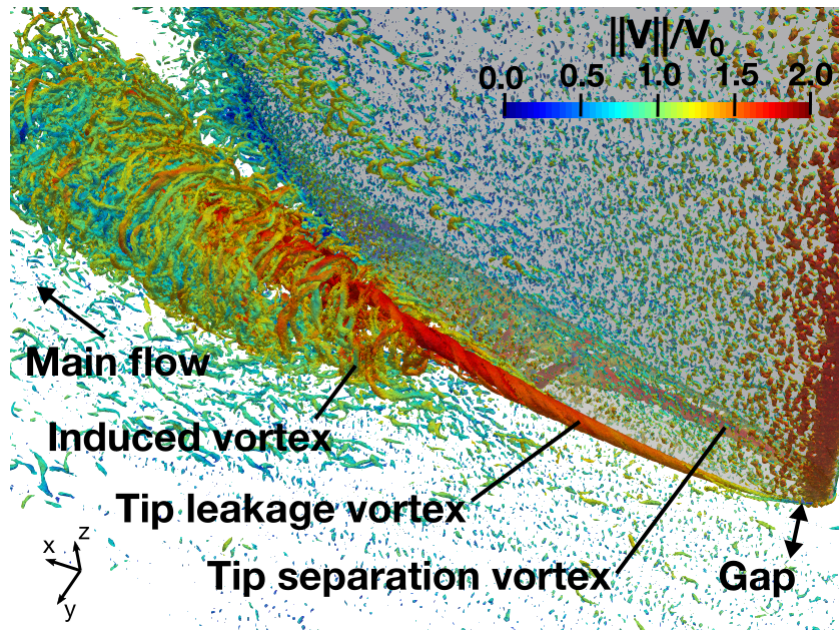 ||V||/V₀
0.0 0.5 1.0 1.5 2.0
Main flow
Induced vortex
Tip leakage vortex
Tip separation vortex
Gap
x
z
y